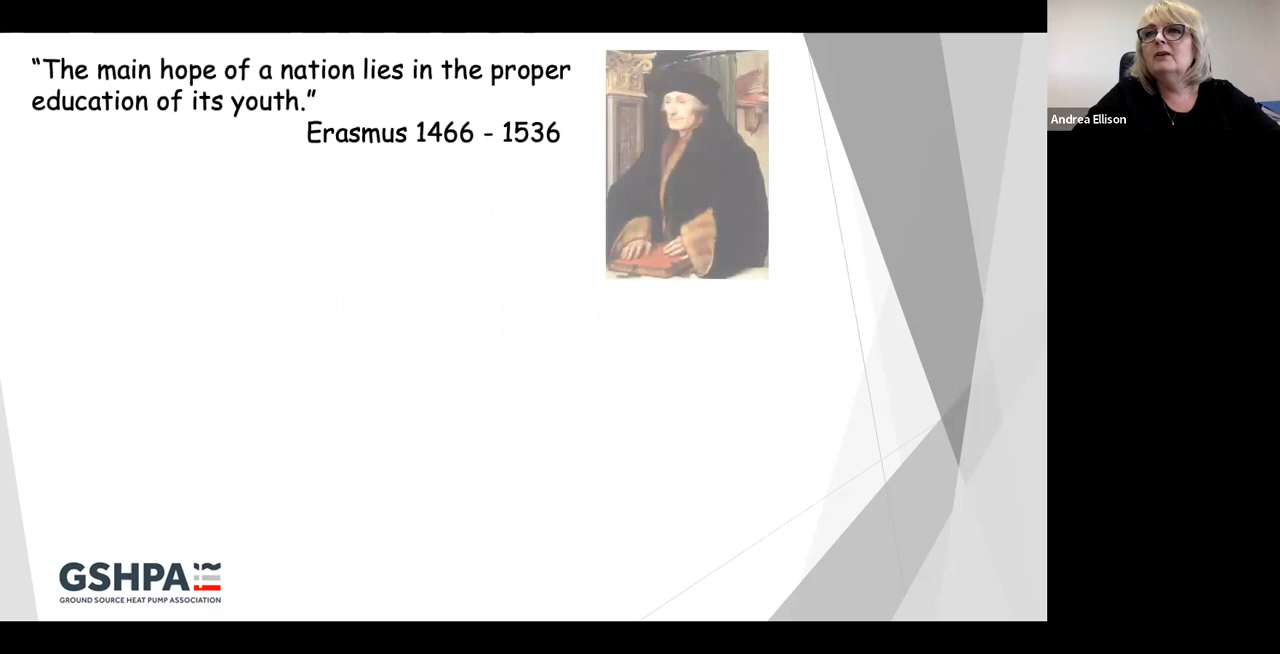 “The main hope of a nation lies in the proper
education of its youth.”
Erasmus 1466 - 1536
Andrea Ellison
GSHPA
GROUND SOURCE HEAT PUMP ASSOCIATION